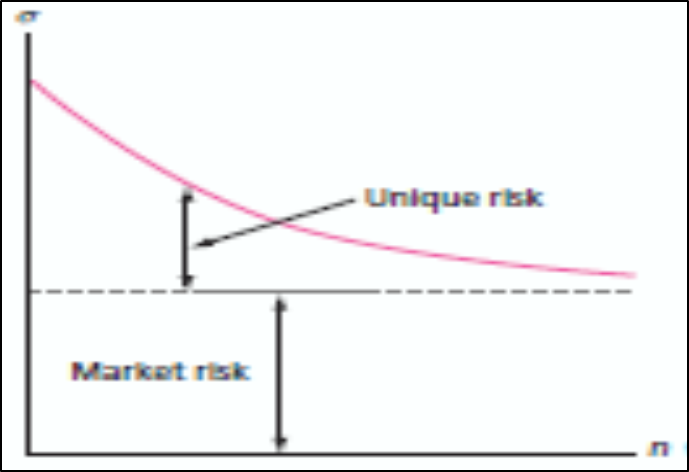 σ
Unique risk
Market risk
n